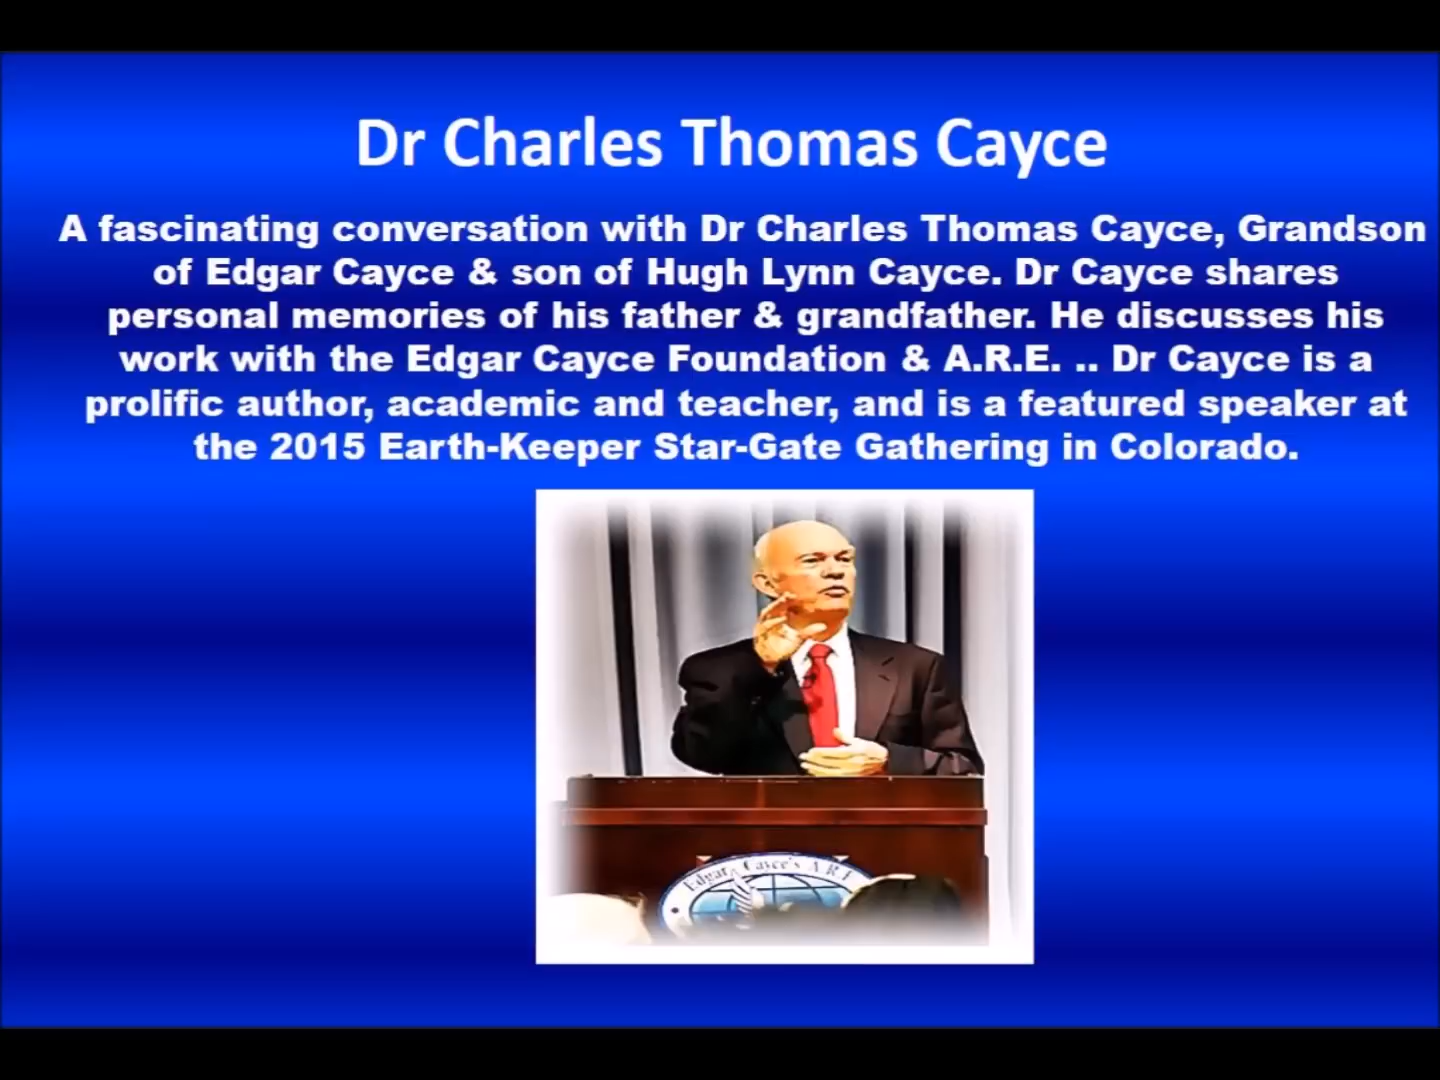 Dr Charles Thomas Cayce
A fascinating conversation with Dr Charles Thomas Cayce, Grandson
of Edgar Cayce & son of Hugh Lynn Cayce. Dr Cayce shares
personal memories of his father & grandfather. He discusses his
work with the Edgar Cayce Foundation & A.R.E. .. Dr Cayce is a
prolific author, academic and teacher, and is a featured speaker at
the 2015 Earth-Keeper Star-Gate Gathering in Colorado.
Edgar Cayce's A.R.E